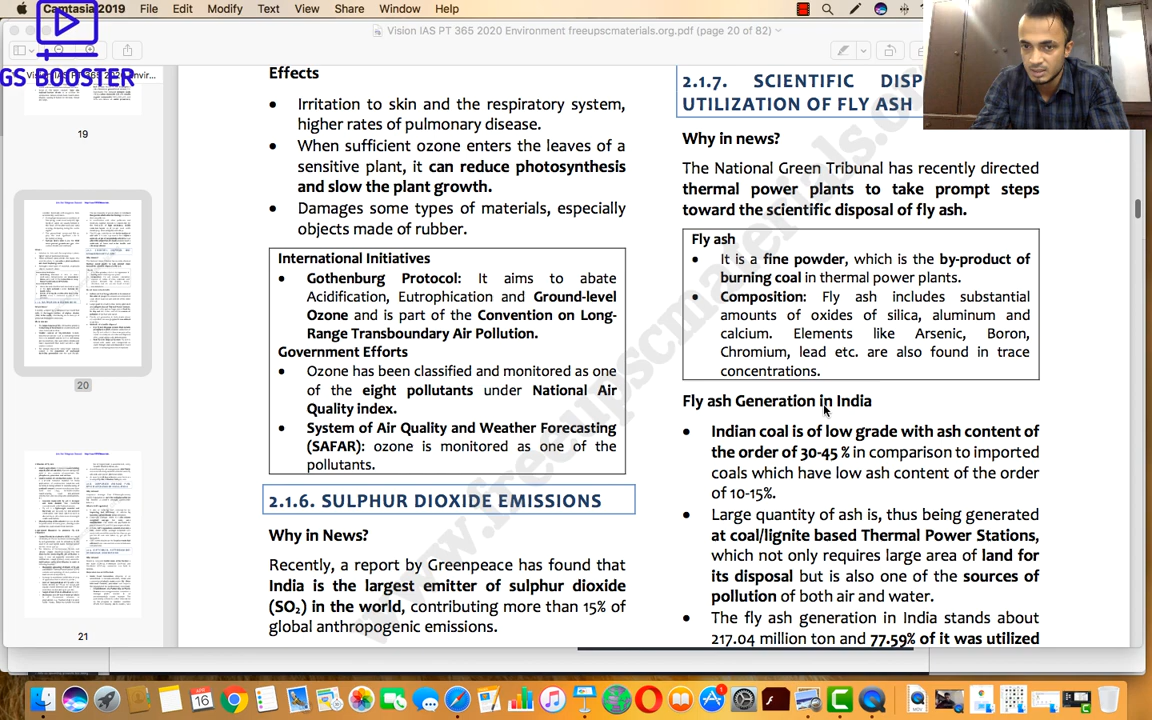 Camtasia 2019 File Edit Modify Text View Share Window Help
Vision IAS PT 365 2020 Environment freeupscmaterials.org.pdf (page 20 of 82)
GS BOOSTER
19
20
21
Effects
• Irritation to skin and the respiratory system,
higher rates of pulmonary disease.
• When sufficient ozone enters the leaves of a
sensitive plant, it can reduce photosynthesis
and slow the plant growth.
• Damages some types of materials, especially
objects made of rubber.
International Initiatives
• Gothenburg Protocol: It aims to abate
Acidification, Eutrophication and Ground-level
Ozone and is part of the Convention on Long-
Range Transbondary Air Pollution.
Government Efforts
• Ozone has been classified and monitored as one
of the eight pollutants under National Air
Quality index.
• System of Air Quality and Weather Forecasting
(SAFAR): ozone is monitored as one of the
pollutants.
2.1.6. SULPHUR DIOXIDE EMISSIONS
Why in News?
Recently, a report by Greenpeace has found that
India is the largest emitter of sulphur dioxide
(SO₂) in the world, contributing more than 15% of
global anthropogenic emissions.
2.1.7. SCIENTIFIC DISP
UTILIZATION OF FLY ASH
Why in news?
The National Green Tribunal has recently directed
thermal power plants to take prompt steps
toward the scientific disposal of fly ash.
Fly ash
• It is a fine powder, which is the by-product of
burning coal in thermal power plants.
• Composition: Fly ash includes substantial
amounts of oxides of silica, aluminum and
calcium. Elements like Arsenic, Boron,
Chromium, lead etc. are also found in trace
concentrations.
Fly ash Generation in India
• Indian coal is of low grade with ash content of
the order of 30-45 % in comparison to imported
coals which have low ash content of the order
of 10-15%.
• Large quantity of ash is, thus being generated
at coal/lignite based Thermal Power Stations,
which not only requires large area of land for
its disposal but is also one of the sources of
pollution of both air and water.
• The fly ash generation in India stands about
217.04 million ton and 77.59% of it was utilized
www.freeupscmaterials.org